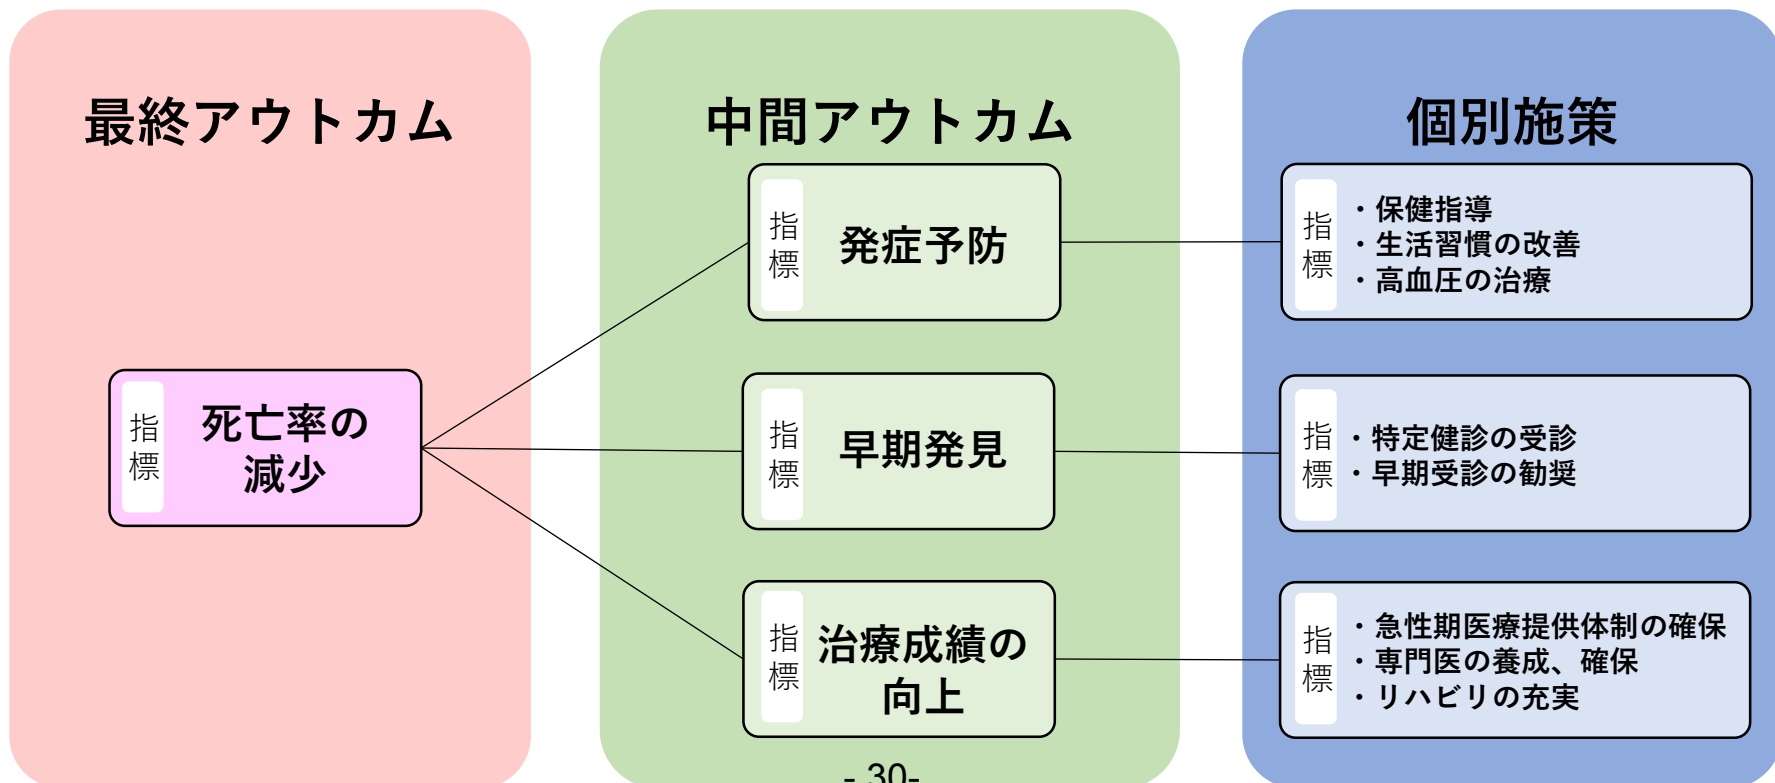 最終アウトカム
中間アウトカム
個別施策
指標
死亡率の
減少
指標
発症予防
指標
早期発見
指標
治療成績の
向上
指標
・保健指導
・生活習慣の改善
・高血圧の治療
指標
・特定健診の受診
・早期受診の勧奨
指標
・急性期医療提供体制の確保
・専門医の養成、確保
・リハビリの充実
- 30-